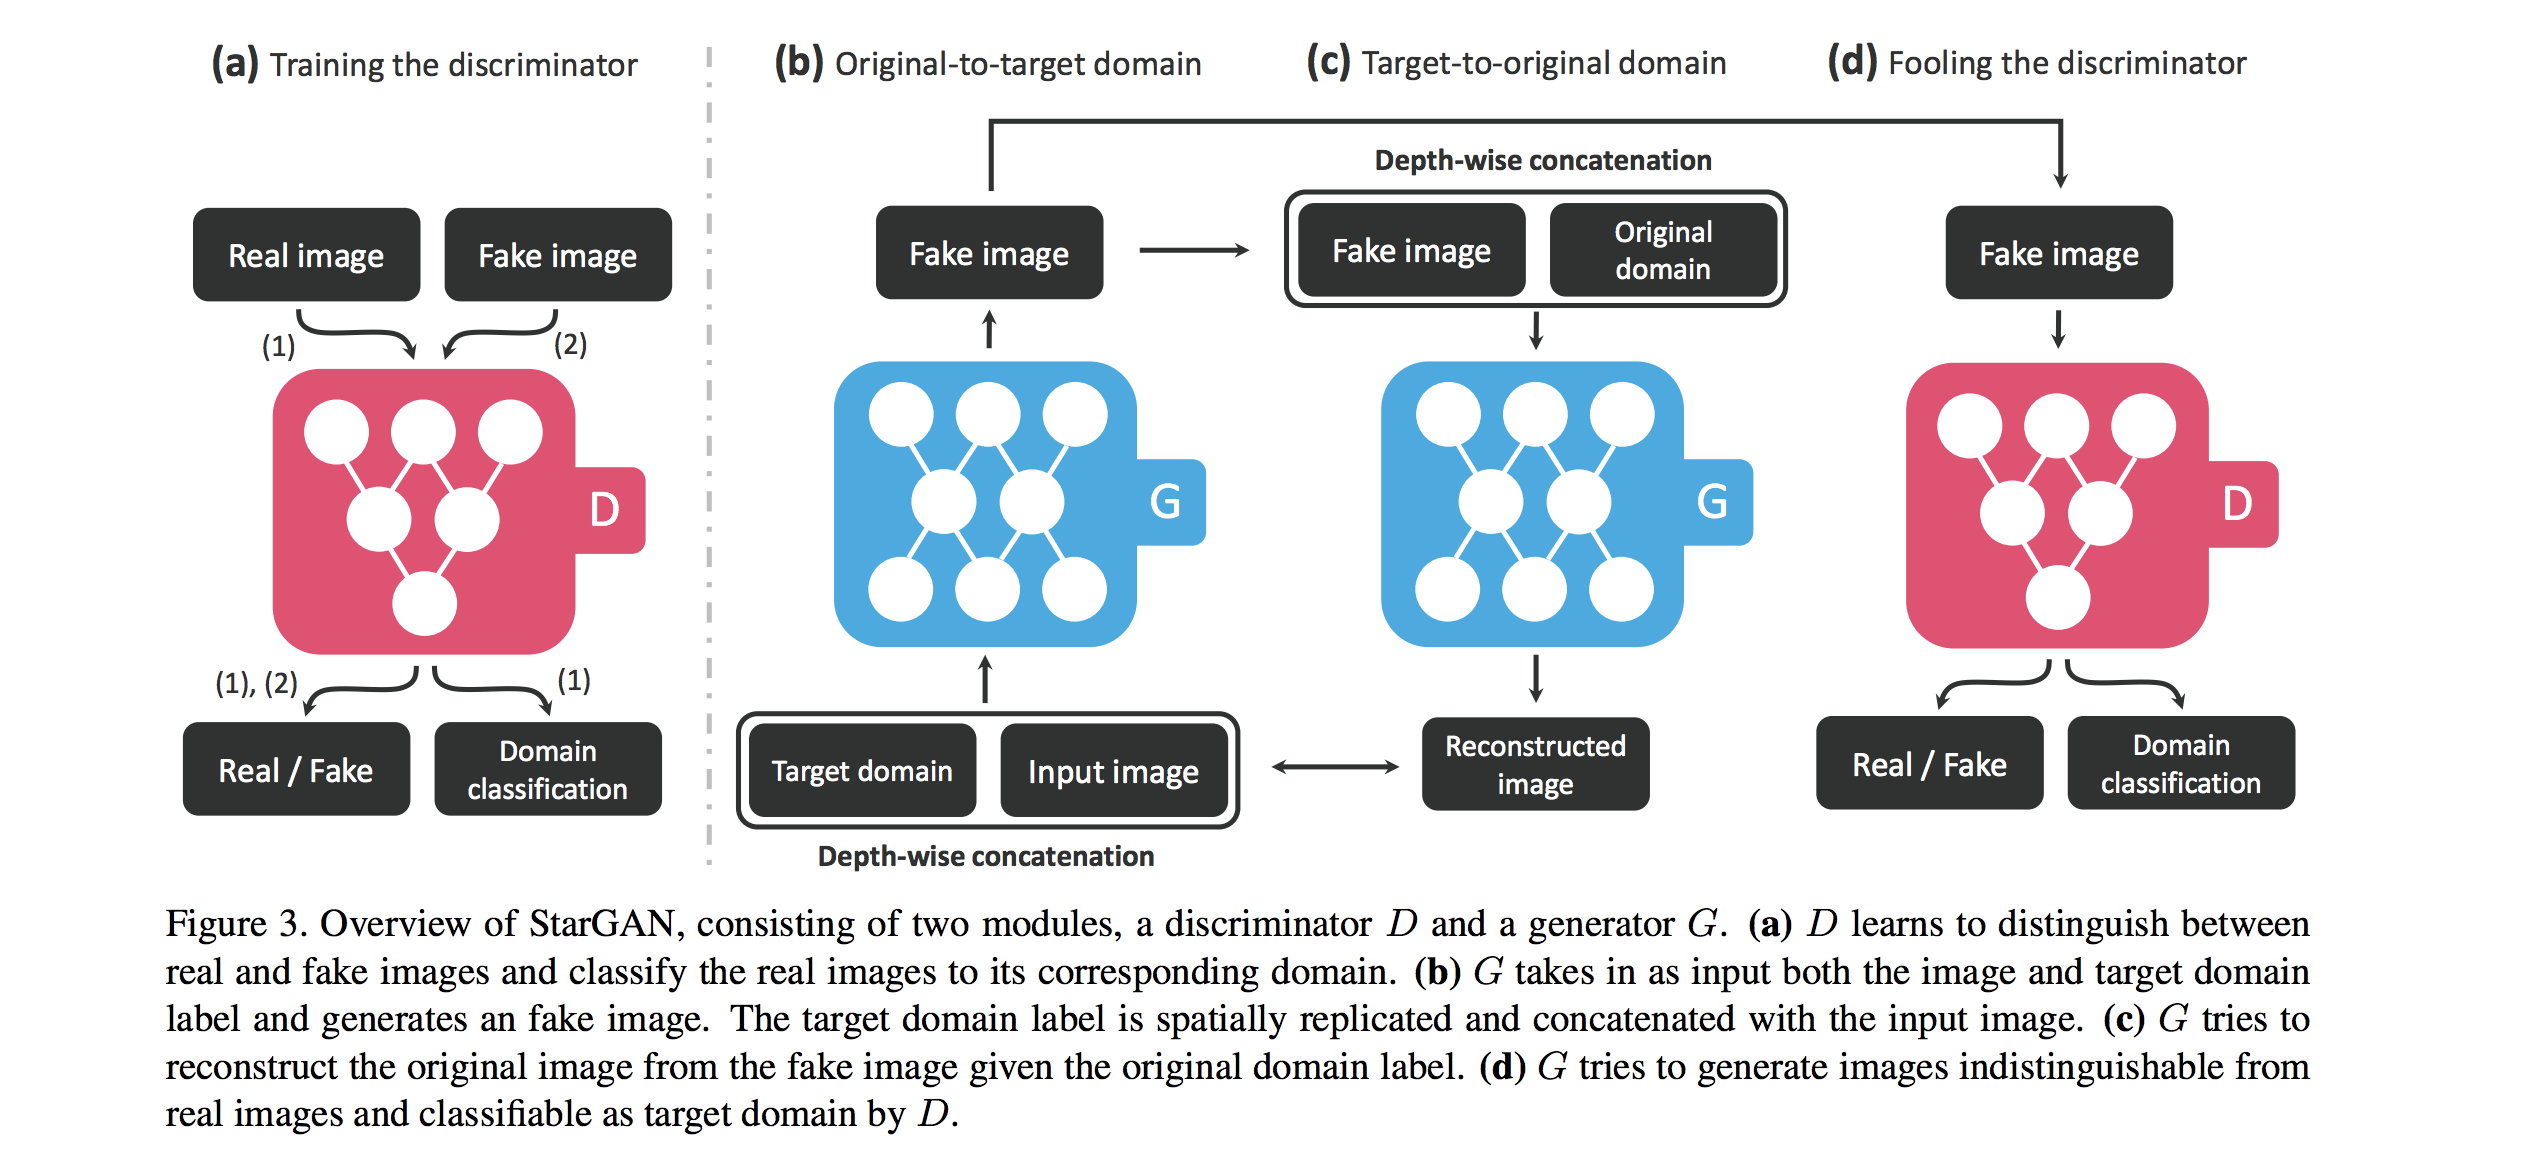 (a) Training the discriminator
(b) Original-to-target domain
(c) Target-to-original domain
(d) Fooling the discriminator
Real image
Fake image
(1)
(2)
D
(1), (2)
(1)
Real / Fake
Domain
classification
Fake image
G
Target domain
Input image
Depth-wise concatenation
Depth-wise concatenation
Fake image
Original
domain
G
Reconstructed
image
Fake image
D
Real / Fake
Domain
classification
Figure 3. Overview of StarGAN, consisting of two modules, a discriminator D and a generator G. (a) D learns to distinguish between
real and fake images and classify the real images to its corresponding domain. (b) G takes in as input both the image and target domain
label and generates an fake image. The target domain label is spatially replicated and concatenated with the input image. (c) G tries to
reconstruct the original image from the fake image given the original domain label. (d) G tries to generate images indistinguishable from
real images and classifiable as target domain by D.